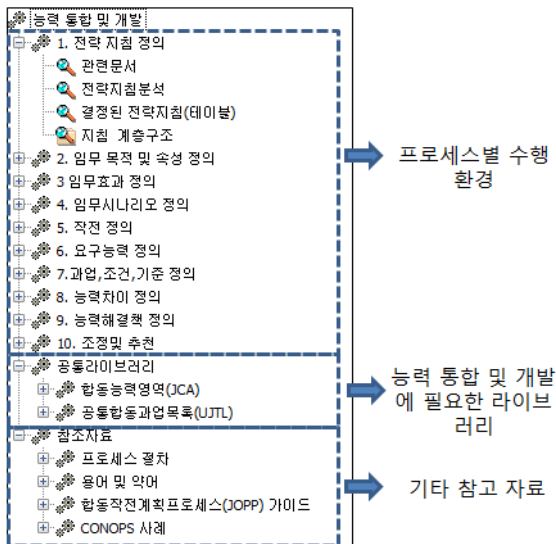 능력 통합 및 개발
1. 전략 지침 정의
관련문서
전략지침분석
결정된 전략지침(테이블)
지침 계층구조
2. 임무 목적 및 속성 정의
3 임무효과 정의
4. 임무시나리오 정의
5. 작전 정의
6. 요구능력 정의
7.과업,조건,기준 정의
8. 능력차이 정의
9. 능력해결책 정의
10. 조정및 추천
공통라이브러리
합동능력영역(JCA)
공통합동과업목록(UJTL)
참조자료
프로세스 절차
용어 및 약어
합동작전계획프로세스(JOPP) 가이드
CONOPS 사례
프로세스별 수행
환경
능력 통합 및 개발
에 필요한 라이브
러리
기타 참고 자료